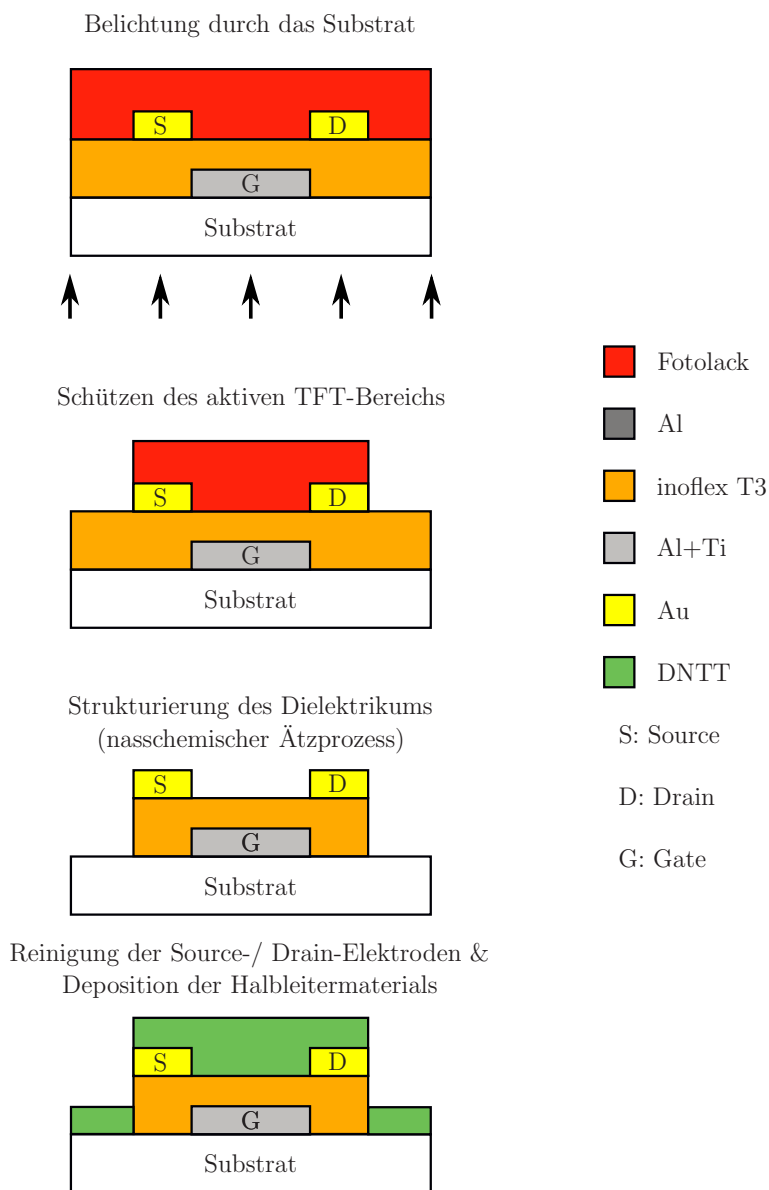 Belichtung durch das Substrat
S
D
G
Substrat
Schützen des aktiven TFT-Bereichs
S
D
G
Substrat
Strukturierung des Dielektrikums
(nasschemischer Ätzprozess)
S
D
G
Substrat
Reinigung der Source-/ Drain-Elektroden &
Deposition der Halbleitermaterials
S
D
G
Substrat
Fotolack
Al
inoflex T3
Al+Ti
Au
DNTT
S: Source
D: Drain
G: Gate